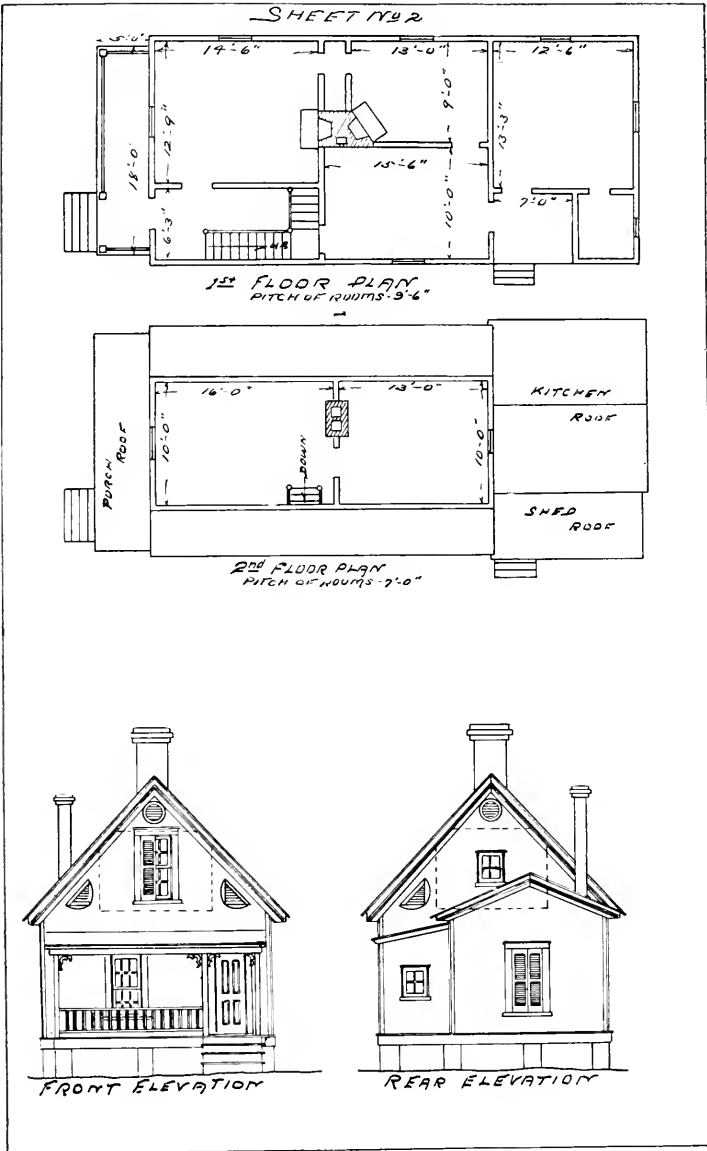 SHEET No 2
5'-0"
14'-6"
13'-0"
12'-6"
12'-9"
9'-0"
13'-3"
18'-0"
15'-6"
10'-0"
7'-0"
6'-3"
UP
1st FLOOR PLAN
PITCH OF ROOMS - 9'-6"
16'-0"
13'-0"
KITCHEN
ROOF
10'-0"
10'-0"
PORCH
ROOF
DOWN
SHED
ROOF
2nd FLOOR PLAN
PITCH OF ROOMS - 7'-0"
FRONT ELEVATION
REAR ELEVATION